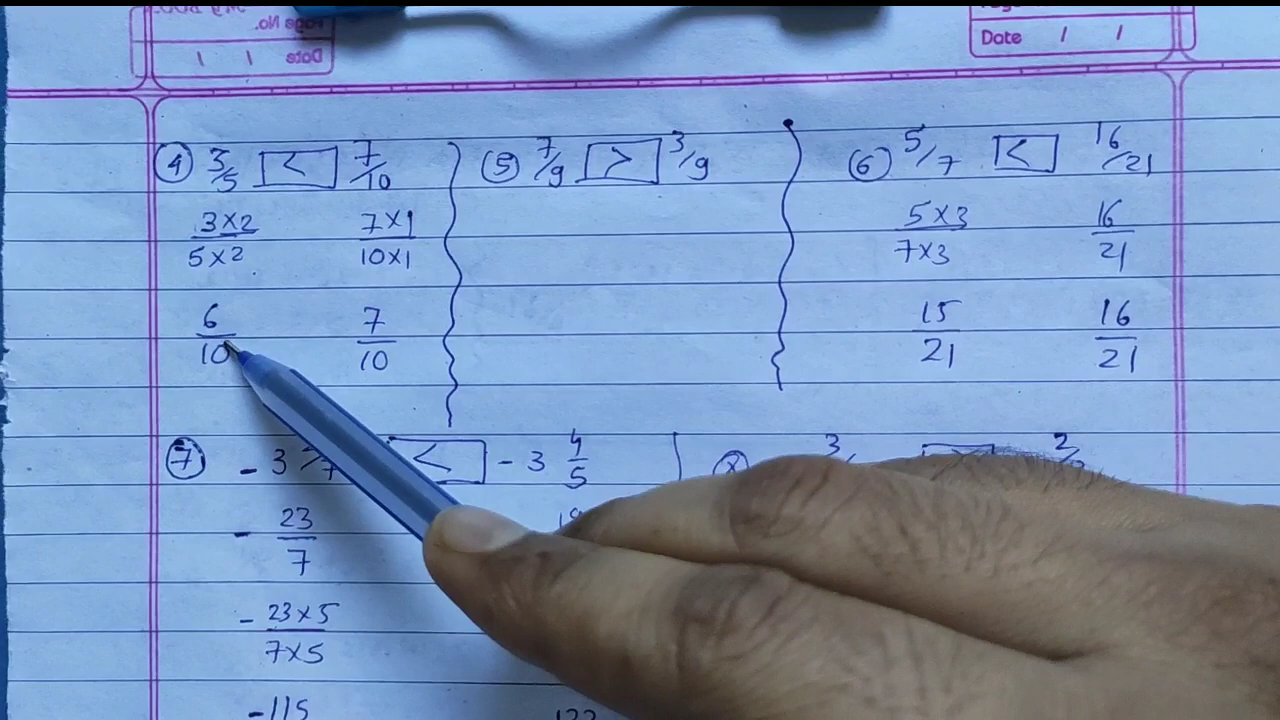 Page No.
Date / /
Date / /
④ 3/5 < 7/10
3×2/5×2 7×1/10×1
6/10 7/10
⑤ 7/9 > 3/9
⑥ 5/7 < 16/21
5×3/7×3 16/21
15/21 16/21
⑦ -3 /7 < -3 4/5
-23/7
-23×5/7×5
-115